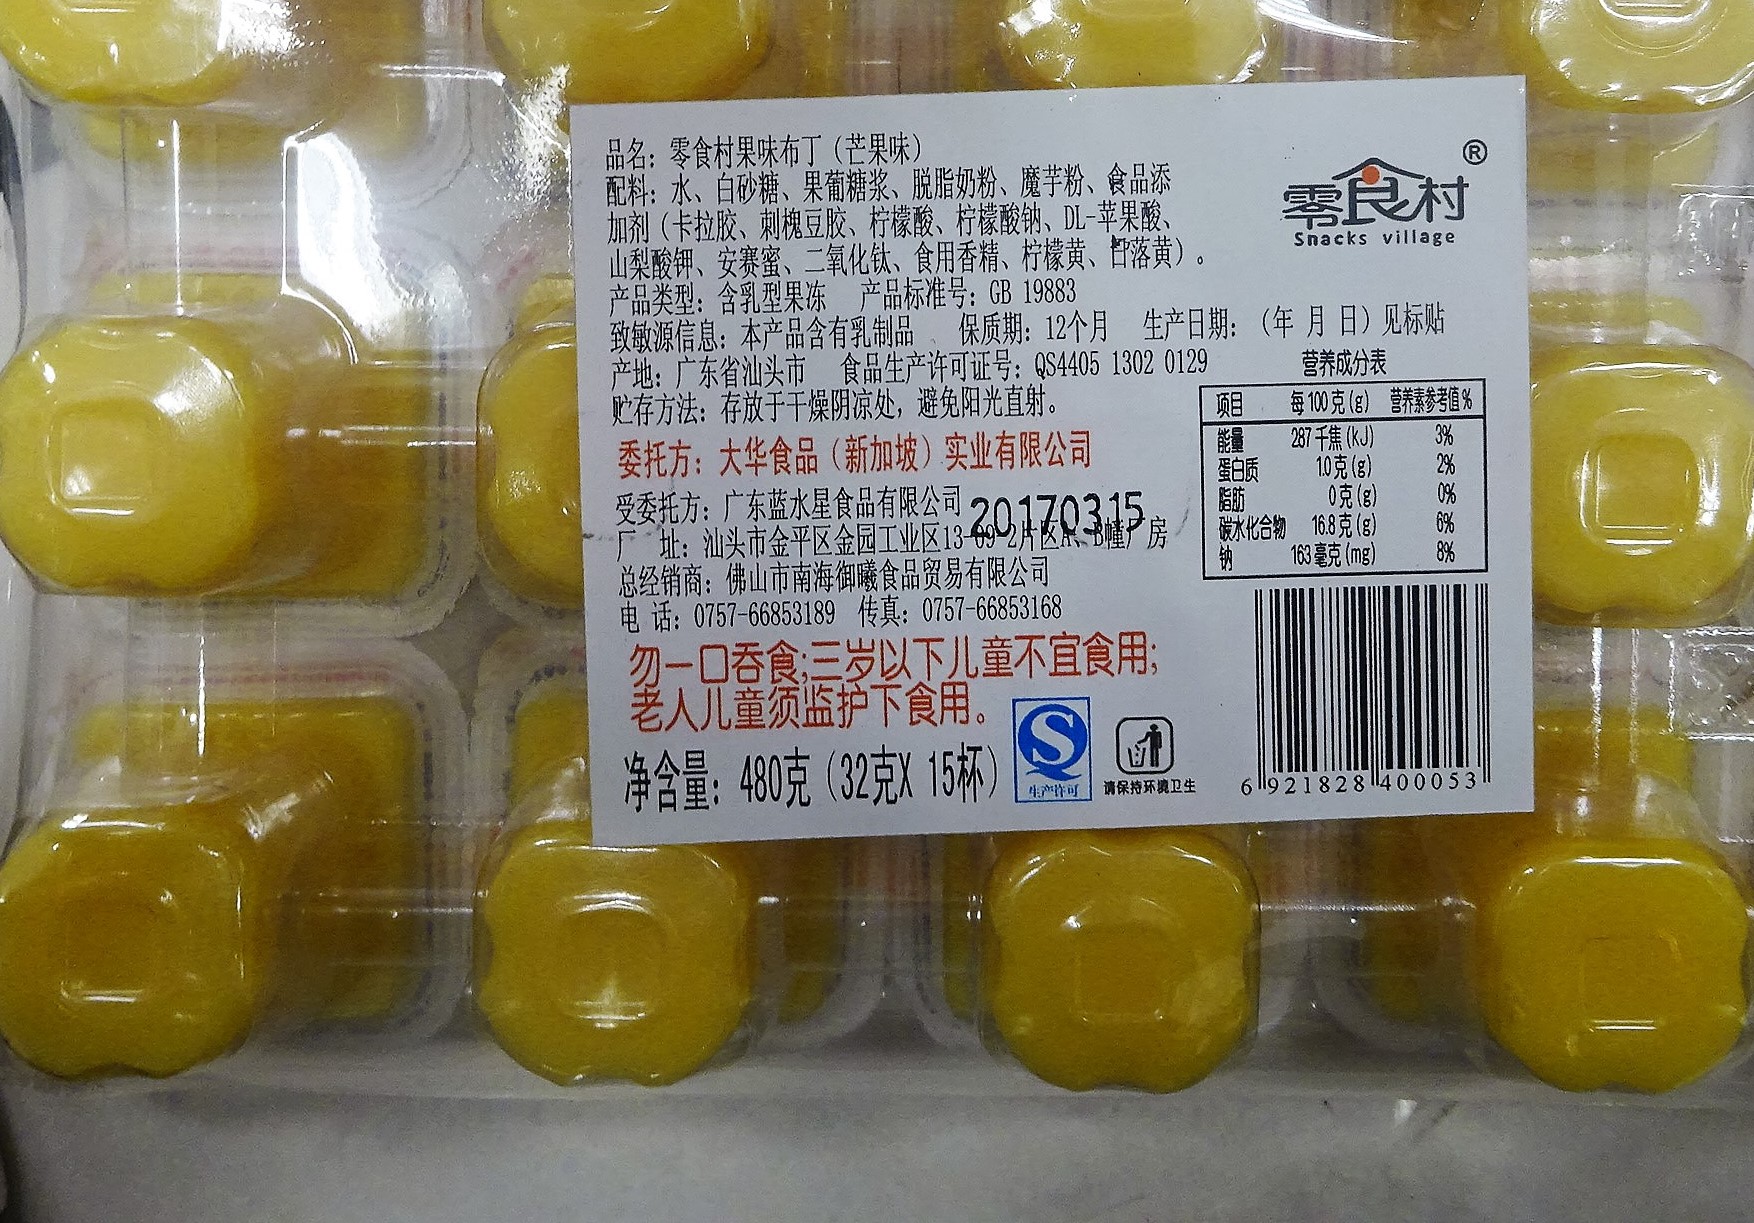 品名：零食村果味布丁（芒果味）
配料：水、白砂糖、果葡糖浆、脱脂奶粉、魔芋粉、食品添
加剂（卡拉胶、刺槐豆胶、柠檬酸、柠檬酸钠、DL-苹果酸、
山梨酸钾、安赛蜜、二氧化钛、食用香精、柠檬黄、日落黄）。
产品类型：含乳型果冻 产品标准号：GB 19883
致敏源信息：本产品含有乳制品 、 保质期：12个月 生产日期：（年 月 日）见标贴
产地：广东省汕头市 食品生产许可证号：QS4405 1302 0129
贮存方法：存放于干燥阴凉处，避免阳光直射。
委托方：大华食品（新加坡）实业有限公司
受委托方：广东蓝水星食品有限公司
20170315
厂 址：汕头市金平区金园工业区13-09-2片区A、B幢厂房
总经销商：佛山市南海御曦食品贸易有限公司
电 话：0757-66853189 传真：0757-66853168
勿一口吞食;三岁以下儿童不宜食用;
老人儿童须监护下食用。
净含量：480克（32克X 15杯）
S
生产许可
请保持环境卫生
零食村®
Snacks village
营养成分表
项目 每100克(g) 营养素参考值%
能量 287千焦(kJ) 3%
蛋白质 1.0克(g) 2%
脂肪 0克(g) 0%
碳水化合物 16.8克(g) 6%
钠 163毫克(mg) 8%
6 921828 400053